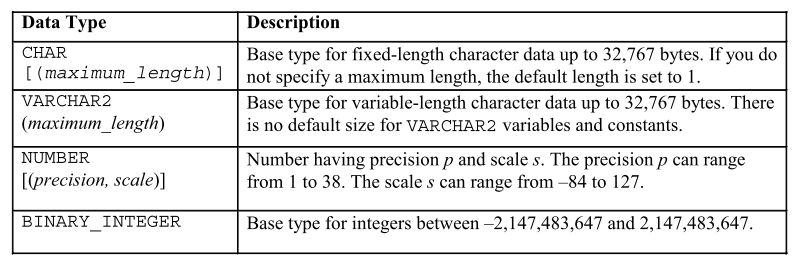 Data Type Description
CHAR
[(maximum_length)]
Base type for fixed-length character data up to 32,767 bytes. If you do
not specify a maximum length, the default length is set to 1.
VARCHAR2
(maximum_length)
Base type for variable-length character data up to 32,767 bytes. There
is no default size for VARCHAR2 variables and constants.
NUMBER
[(precision, scale)]
Number having precision p and scale s. The precision p can range
from 1 to 38. The scale s can range from –84 to 127.
BINARY_INTEGER
Base type for integers between –2,147,483,647 and 2,147,483,647.